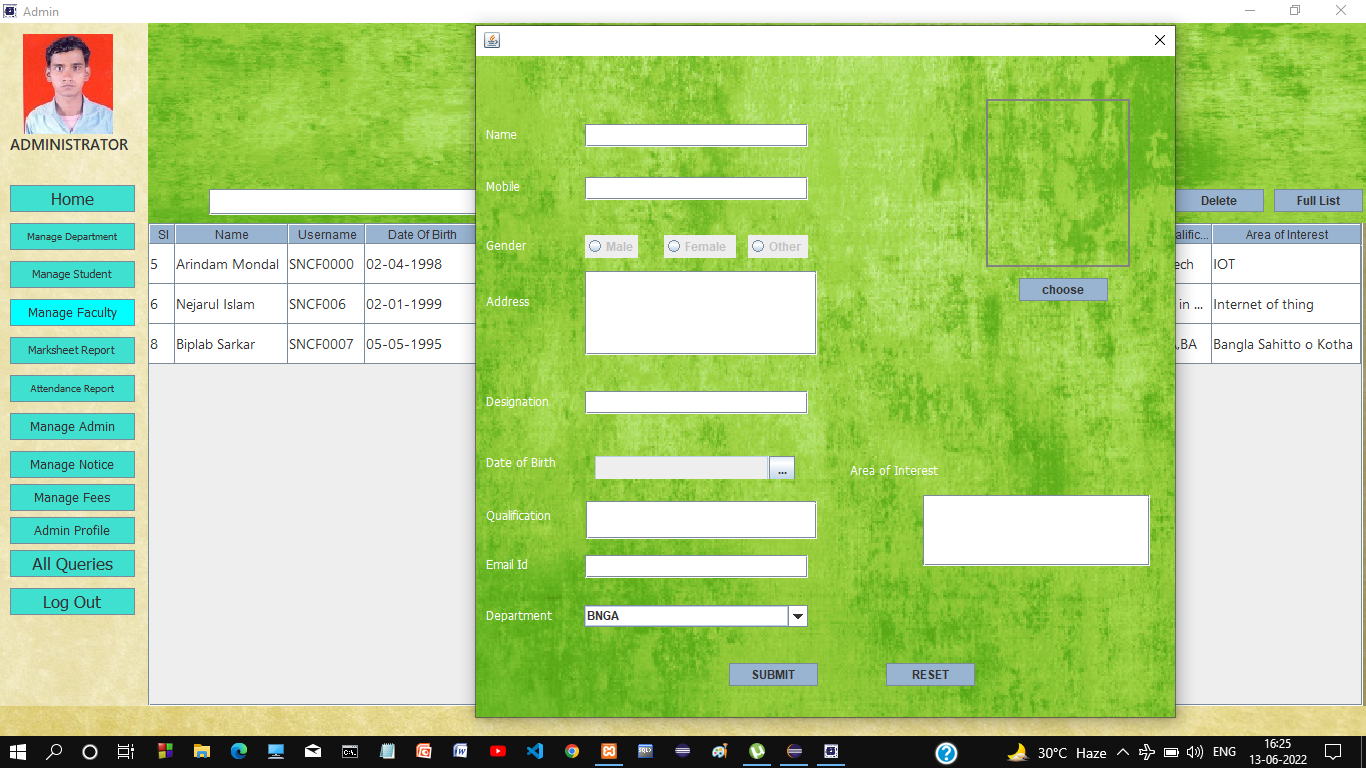 Admin
ADMINISTRATOR
Home
Manage Department
Manage Student
Manage Faculty
Marksheet Report
Attendance Report
Manage Admin
Manage Notice
Manage Fees
Admin Profile
All Queries
Log Out
Delete
Full List
Sl Name Username Date Of Birth alific... Area of Interest
5 Arindam Mondal SNCF0000 02-04-1998 ech IOT
6 Nejarul Islam SNCF006 02-01-1999 in ... Internet of thing
8 Biplab Sarkar SNCF0007 05-05-1995 ,BA Bangla Sahitto o Kotha
Name
Mobile
Gender Male Female Other
choose
Address
Designation
Date of Birth ...
Area of Interest
Qualification
Email Id
Department BNGA
SUBMIT RESET
30°C Haze ENG 16:25
13-06-2022